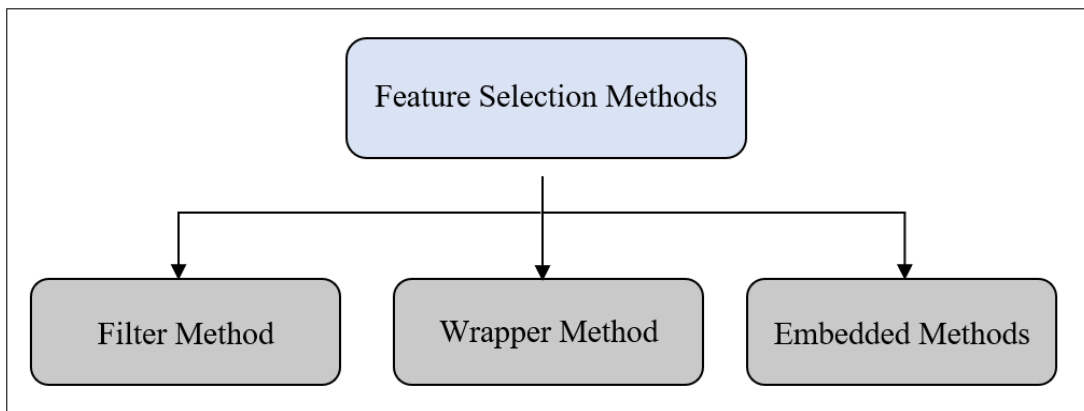 Feature Selection Methods
Filter Method
Wrapper Method
Embedded Methods